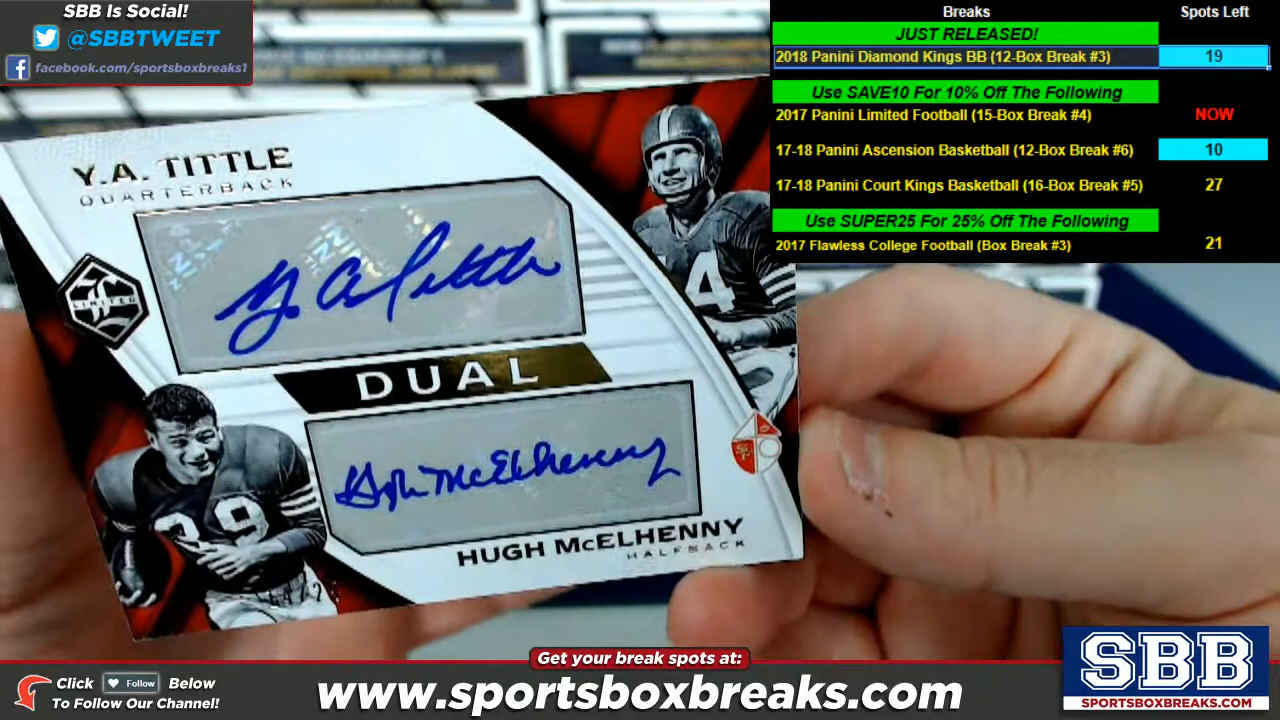 SBB Is Social!
@SBBTWEET
facebook.com/sportsboxbreaks1
Breaks Spots Left
JUST RELEASED!
2018 Panini Diamond Kings BB (12-Box Break #3) 19
Use SAVE10 For 10% Off The Following
2017 Panini Limited Football (15-Box Break #4) NOW
17-18 Panini Ascension Basketball (12-Box Break #6) 10
17-18 Panini Court Kings Basketball (16-Box Break #5) 27
Use SUPER25 For 25% Off The Following
2017 Flawless College Football (Box Break #3) 21
Y.A. TITTLE
QUARTERBACK
Y A Tittle
LIMITED
DUAL
Hugh McElhenny
HUGH McELHENNY
HALFBACK
39
Get your break spots at:
Click Follow Below
To Follow Our Channel!
www.sportsboxbreaks.com
SBB
SPORTSBOXBREAKS.COM